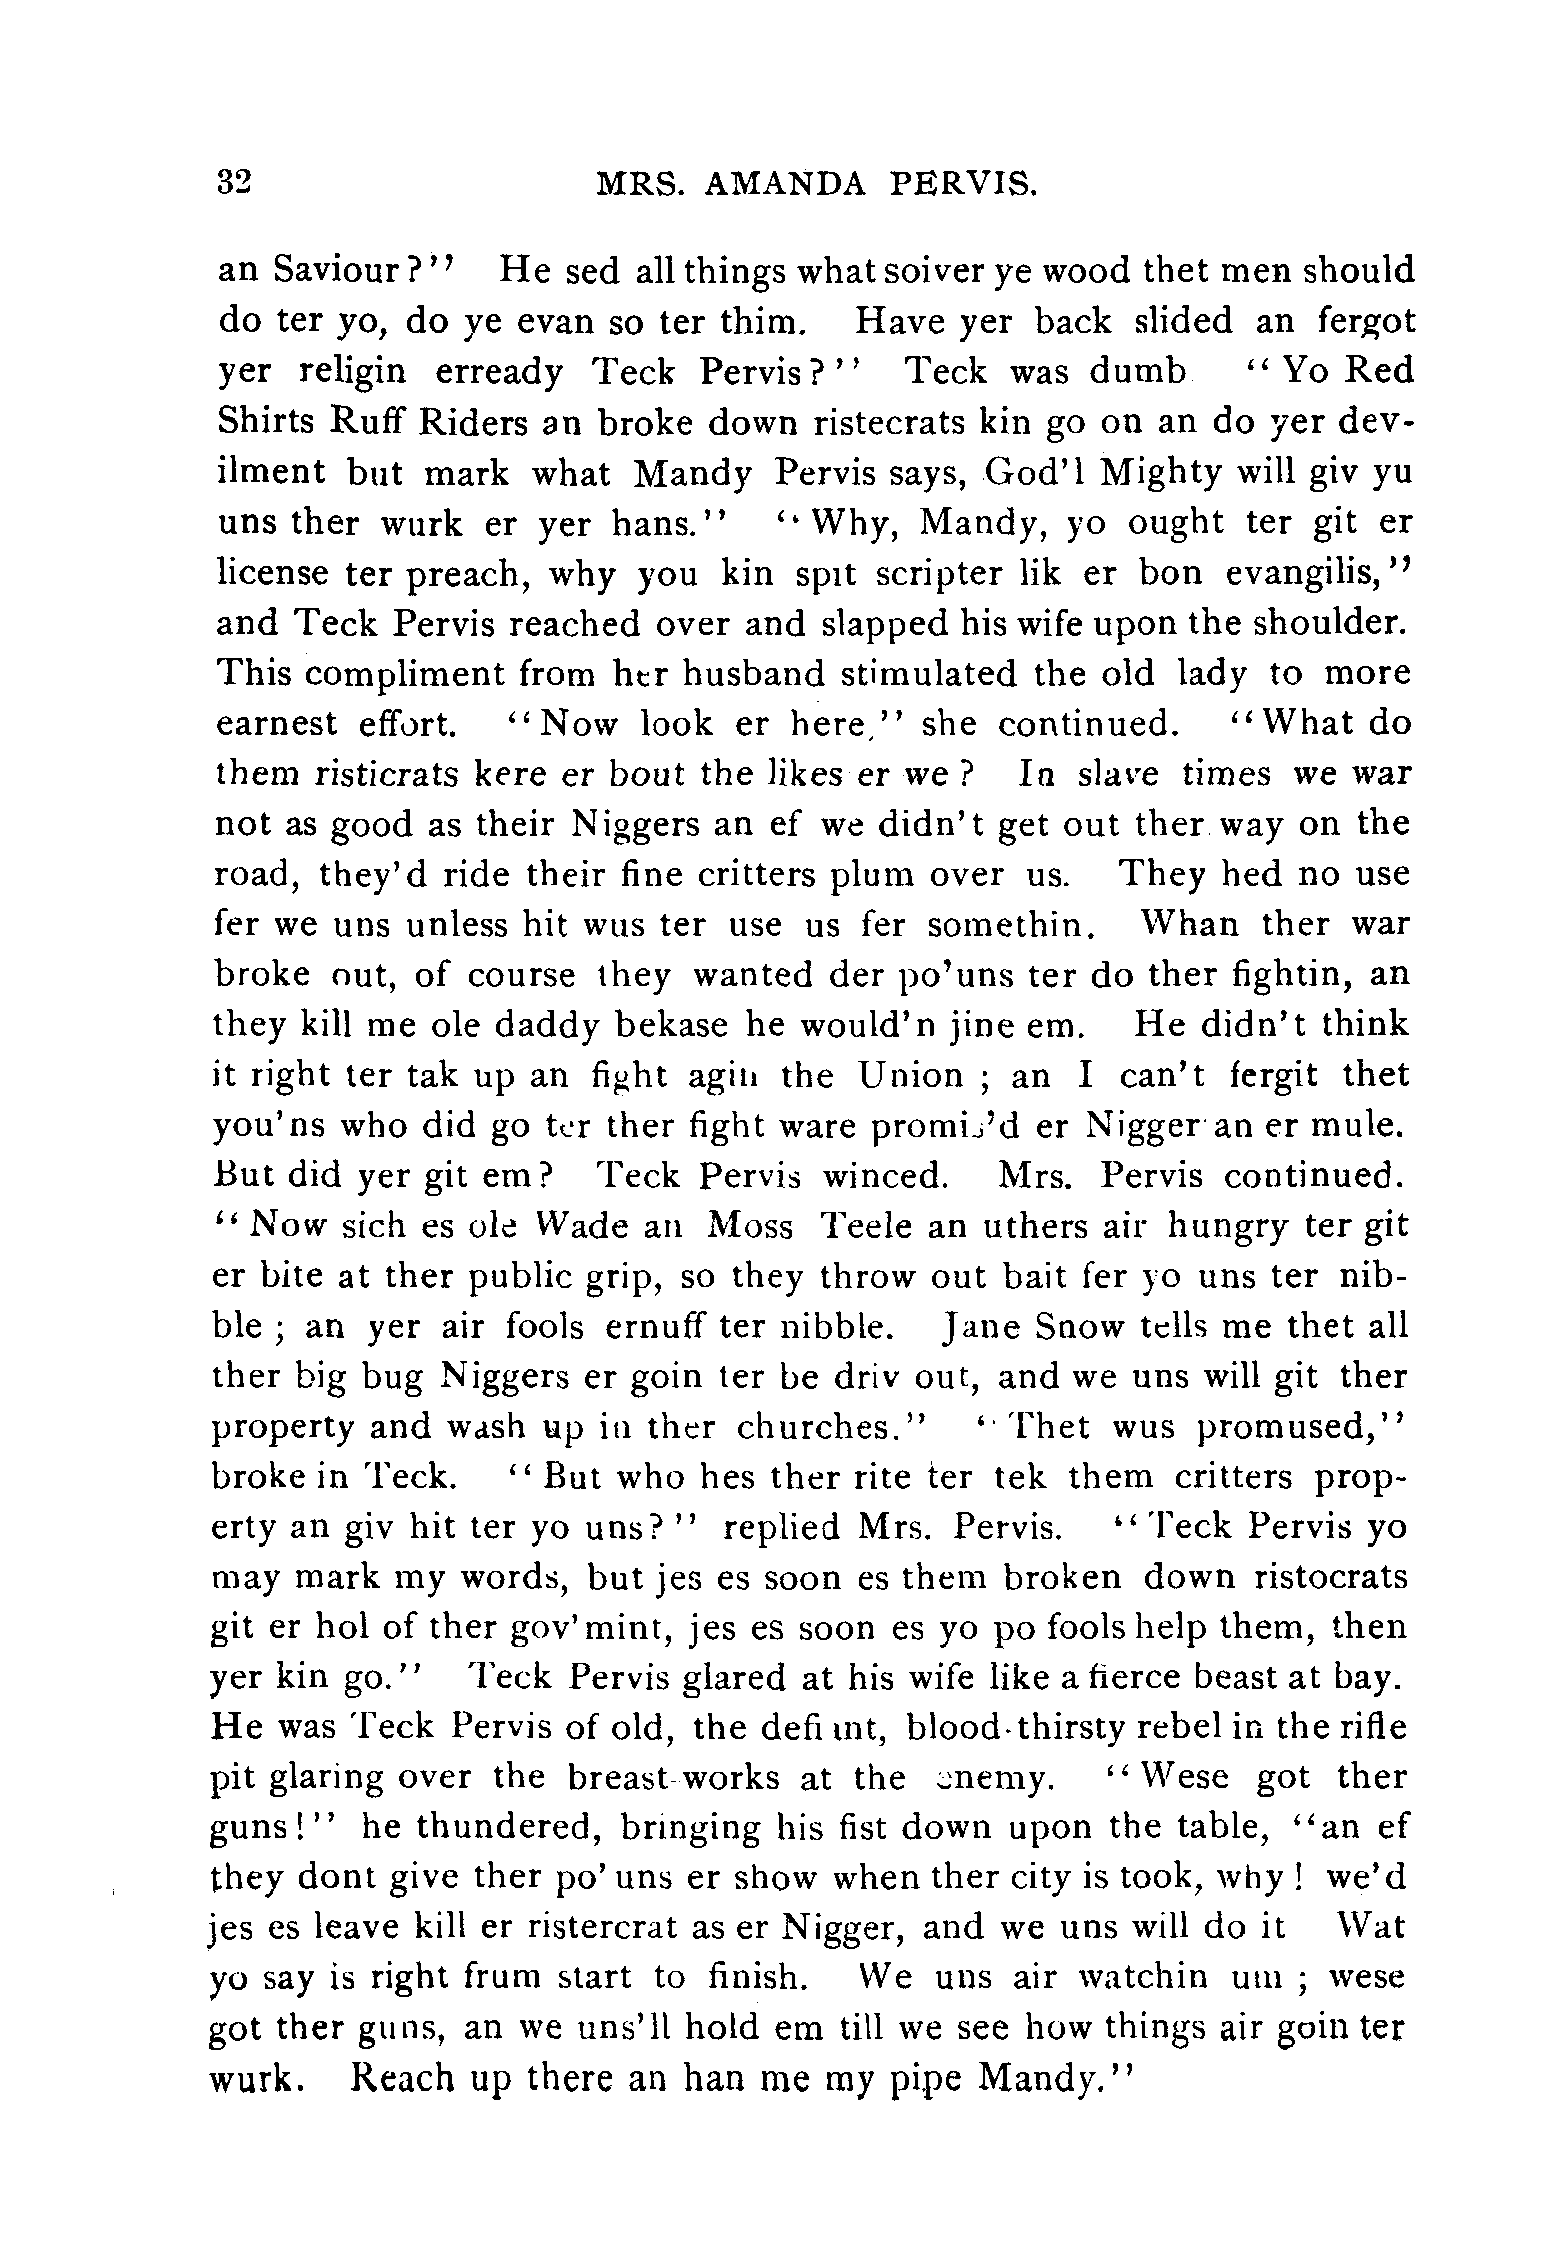 32 MRS. AMANDA PERVIS.
an Saviour?" He sed all things what soiver ye wood thet men should
do ter yo, do ye evan so ter thim. Have yer back slided an fergot
yer religin erready Teck Pervis?" Teck was dumb "Yo Red
Shirts Ruff Riders an broke down ristecrats kin go on an do yer dev-
ilment but mark what Mandy Pervis says, God'l Mighty will giv yu
uns ther wurk er yer hans." "Why, Mandy, yo ought ter git er
license ter preach, why you kin spit scripter lik er bon evangilis,"
and Teck Pervis reached over and slapped his wife upon the shoulder.
This compliment from her husband stimulated the old lady to more
earnest effort. "Now look er here," she continued. "What do
them risticrats kere er bout the likes er we ? In slave times we war
not as good as their Niggers an ef we didn't get out ther way on the
road, they'd ride their fine critters plum over us. They hed no use
fer we uns unless hit wus ter use us fer somethin. Whan ther war
broke out, of course they wanted der po'uns ter do ther fightin, an
they kill me ole daddy bekase he would'n jine em. He didn't think
it right ter tak up an fight agin the Union ; an I can't fergit thet
you'ns who did go ter ther fight ware promis'd er Nigger an er mule.
But did yer git em? Teck Pervis winced. Mrs. Pervis continued.
"Now sich es ole Wade an Moss Teele an uthers air hungry ter git
er bite at ther public grip, so they throw out bait fer yo uns ter nib-
ble ; an yer air fools ernuff ter nibble. Jane Snow tells me thet all
ther big bug Niggers er goin ter be driv out, and we uns will git ther
property and wash up in ther churches." "Thet wus promused,"
broke in Teck. "But who hes ther rite ter tek them critters prop-
erty an giv hit ter yo uns?" replied Mrs. Pervis. "Teck Pervis yo
may mark my words, but jes es soon es them broken down ristocrats
git er hol of ther gov'mint, jes es soon es yo po fools help them, then
yer kin go." Teck Pervis glared at his wife like a fierce beast at bay.
He was Teck Pervis of old, the defiant, blood-thirsty rebel in the rifle
pit glaring over the breast-works at the enemy. "Wese got ther
guns!" he thundered, bringing his fist down upon the table, "an ef
they dont give ther po' uns er show when ther city is took, why ! we'd
jes es leave kill er ristercrat as er Nigger, and we uns will do it Wat
yo say is right frum start to finish. We uns air watchin um ; wese
got ther guns, an we uns'll hold em till we see how things air goin ter
wurk. Reach up there an han me my pipe Mandy."